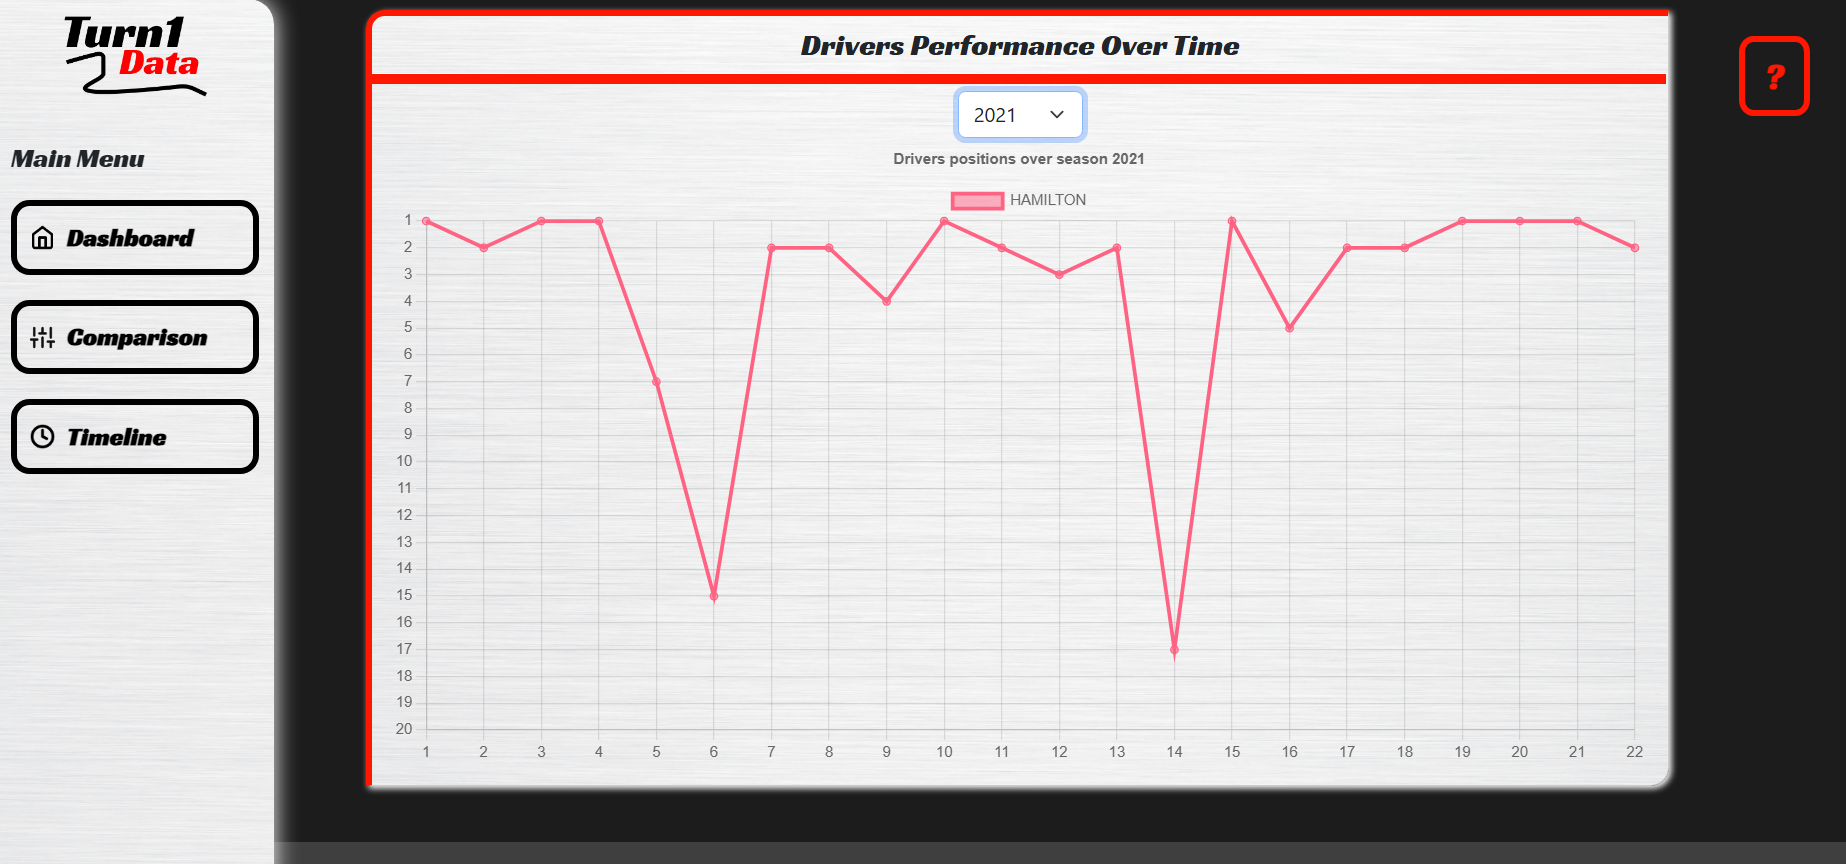 Turn1
Data
Main Menu
Dashboard
Comparison
Timeline
Drivers Performance Over Time
?
2021
Drivers positions over season 2021
HAMILTON
1
2
3
4
5
6
7
8
9
10
11
12
13
14
15
16
17
18
19
20
1 2 3 4 5 6 7 8 9 10 11 12 13 14 15 16 17 18 19 20 21 22